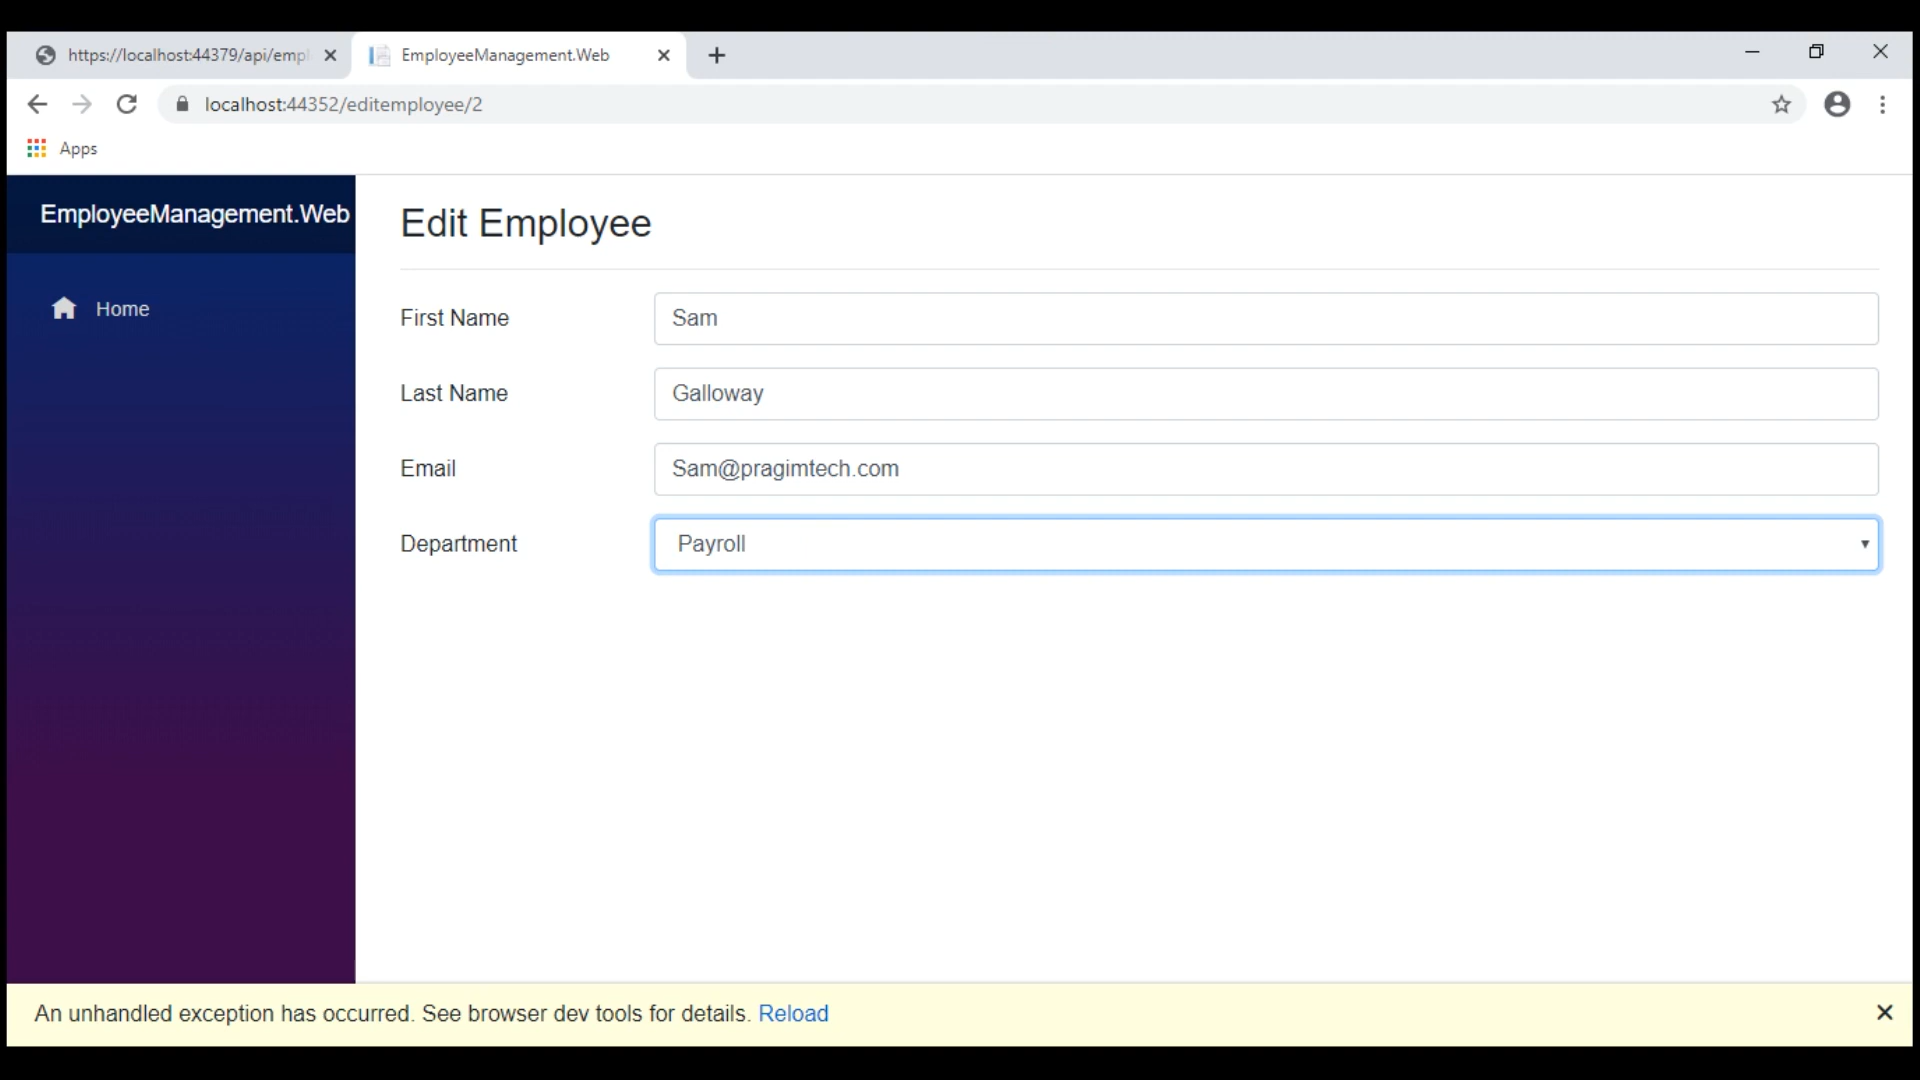 https://localhost:44379/api/empl
EmployeeManagement.Web
localhost:44352/editemployee/2
Apps
EmployeeManagement.Web
Home
Edit Employee
First Name Sam
Last Name Galloway
Email Sam@pragimtech.com
Department Payroll
An unhandled exception has occurred. See browser dev tools for details. Reload